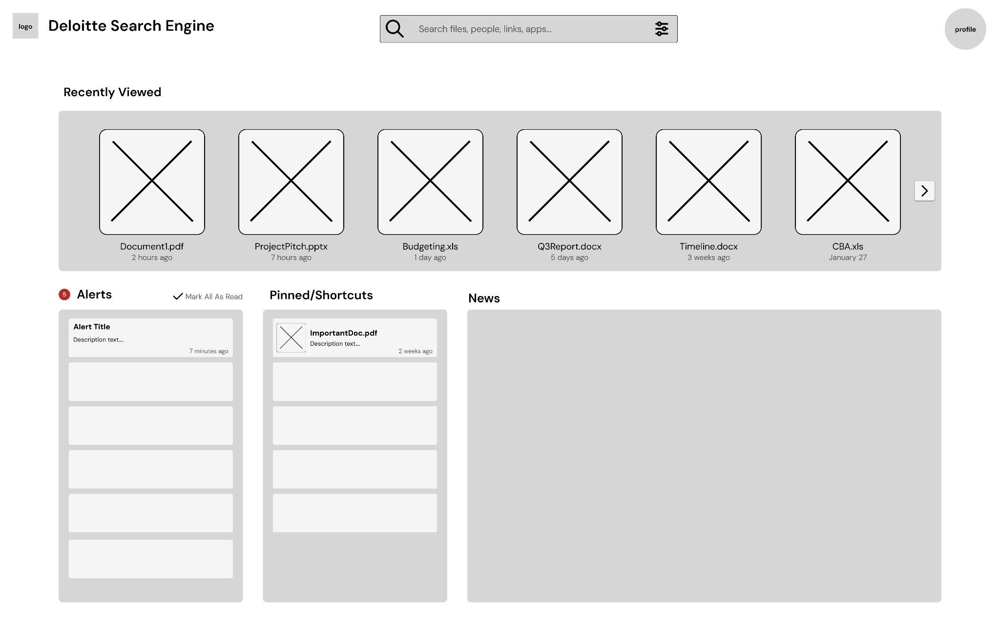 logo
Deloitte Search Engine
Search files, people, links, apps...
profile
Recently Viewed
Document1.pdf
2 hours ago
ProjectPitch.pptx
7 hours ago
Budgeting.xls
1 day ago
Q3Report.docx
5 days ago
Timeline.docx
3 weeks ago
CBA.xls
January 27
5
Alerts
Mark All As Read
Alert Title
Description text....
7 minutes ago
Pinned/Shortcuts
ImportantDoc.pdf
Description text....
2 weeks ago
News